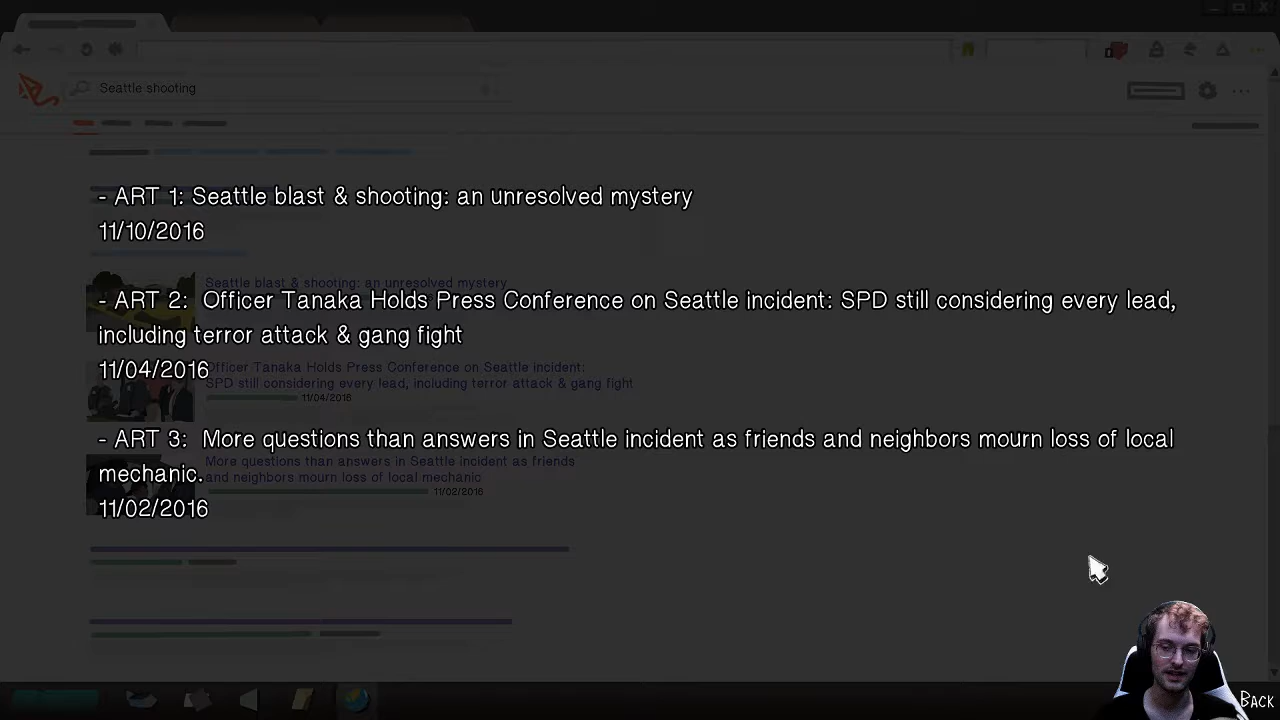 Seattle shooting
- ART 1: Seattle blast & shooting: an unresolved mystery
11/10/2016
Seattle blast & shooting: an unresolved mystery
- ART 2: Officer Tanaka Holds Press Conference on Seattle incident: SPD still considering every lead,
including terror attack & gang fight
11/04/2016
Officer Tanaka Holds Press Conference on Seattle incident:
SPD still considering every lead, including terror attack & gang fight
11/04/2016
- ART 3: More questions than answers in Seattle incident as friends and neighbors mourn loss of local
mechanic.
11/02/2016
More questions than answers in Seattle incident as friends
and neighbors mourn loss of local mechanic
11/02/2016
BACK